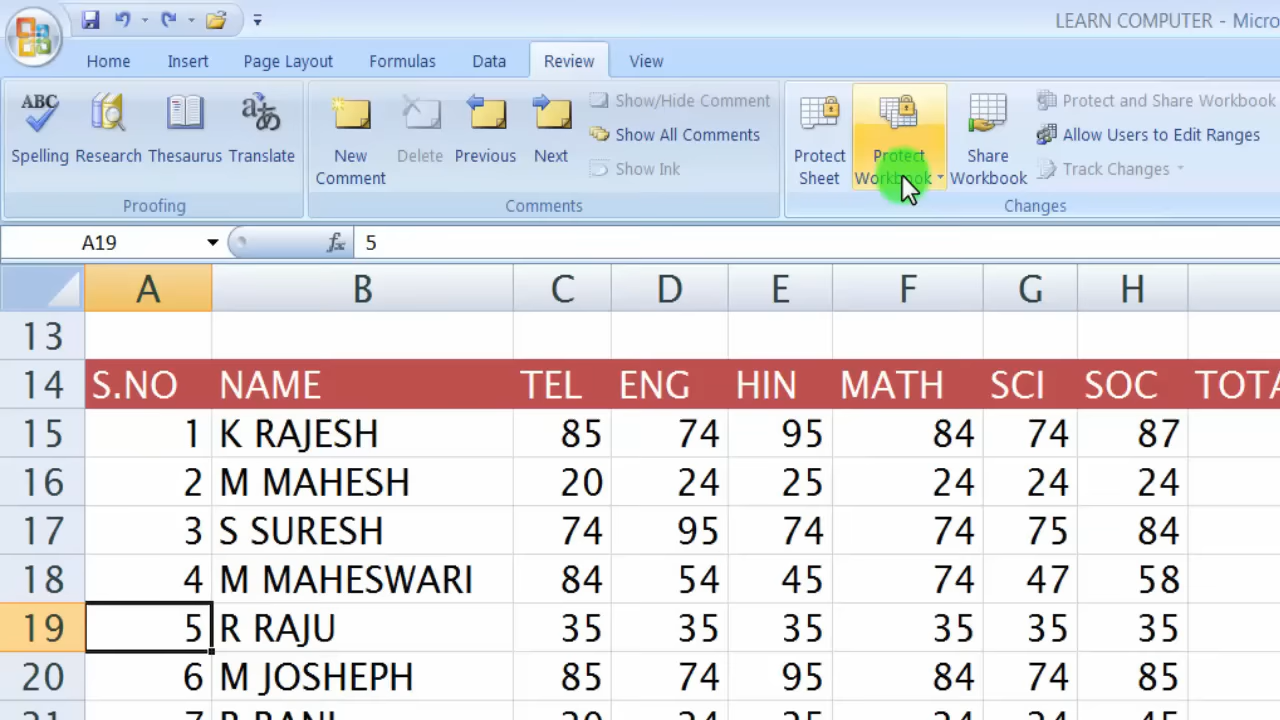 LEARN COMPUTER - Micro
Home Insert Page Layout Formulas Data Review View
ABC
Spelling Research Thesaurus Translate
Proofing
New Comment Delete Previous Next
Show/Hide Comment
Show All Comments
Show Ink
Comments
Protect Sheet Protect Workbook Share Workbook
Protect and Share Workbook
Allow Users to Edit Ranges
Track Changes
Changes
A19 fx 5
A B C D E F G H
13
14 S.NO NAME TEL ENG HIN MATH SCI SOC TOTA
15 1 K RAJESH 85 74 95 84 74 87
16 2 M MAHESH 20 24 25 24 24 24
17 3 S SURESH 74 95 74 74 75 84
18 4 M MAHESWARI 84 54 45 74 47 58
19 5 R RAJU 35 35 35 35 35 35
20 6 M JOSHEPH 85 74 95 84 74 85